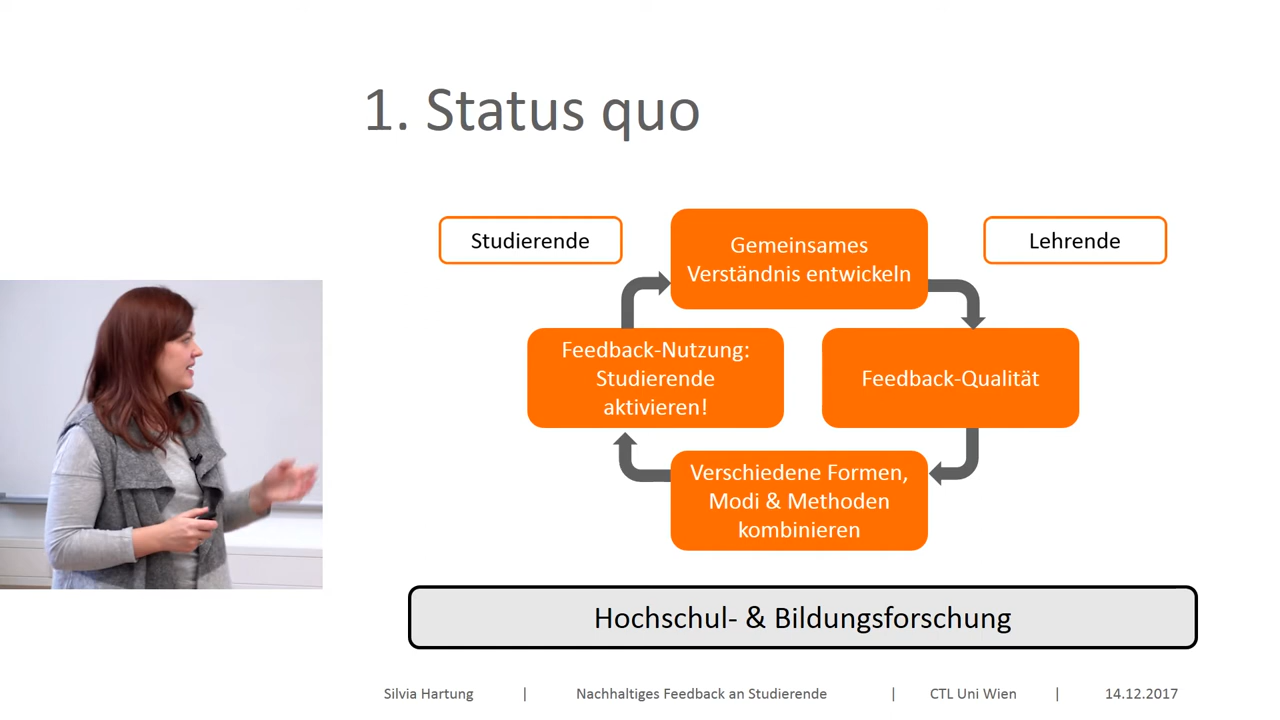 1. Status quo
Studierende
Gemeinsames
Verständnis entwickeln
Lehrende
Feedback-Nutzung:
Studierende
aktivieren!
Feedback-Qualität
Verschiedene Formen,
Modi & Methoden
kombinieren
Hochschul- & Bildungsforschung
Silvia Hartung | Nachhaltiges Feedback an Studierende | CTL Uni Wien | 14.12.2017